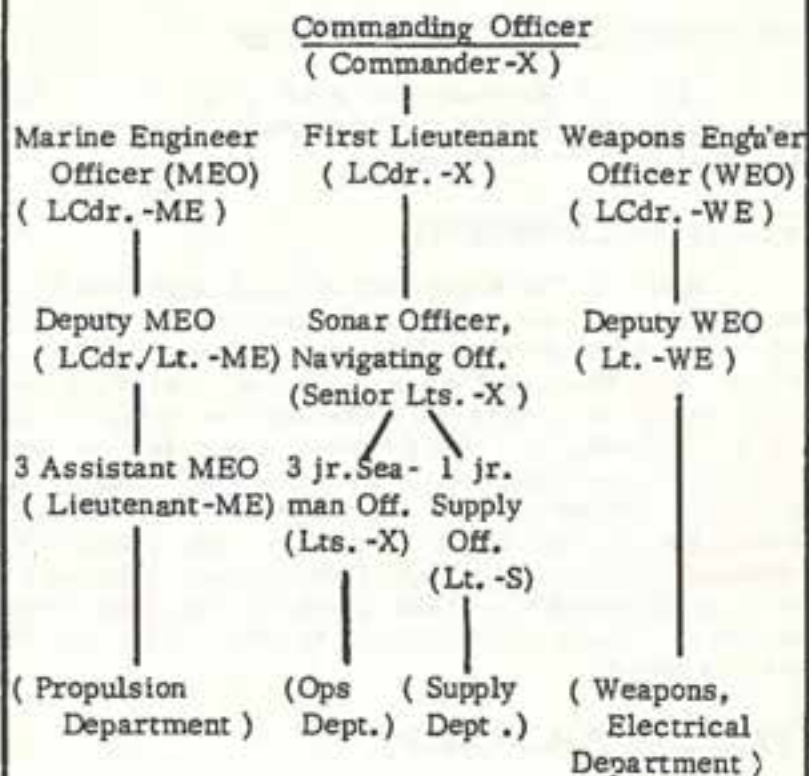 Commanding Officer
( Commander-X )
Marine Engineer Officer (MEO)
( LCdr. -ME )
First Lieutenant
( LCdr. -X )
Weapons Eng'n'er Officer (WEO)
( LCdr. -WE )
Deputy MEO
( LCdr./Lt. -ME)
Sonar Officer,
Navigating Off.
(Senior Lts. -X )
Deputy WEO
( Lt. -WE )
3 Assistant MEO
( Lieutenant-ME)
3 jr. Sea-
man Off.
(Lts. -X)
1 jr.
Supply
Off.
(Lt. -S)
( Propulsion
Department )
(Ops
Dept.)
( Supply
Dept .)
( Weapons,
Electrical
Department )